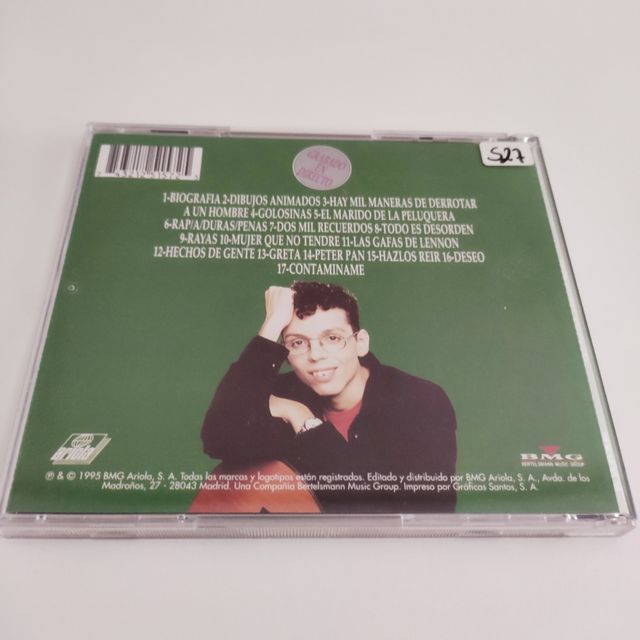 GRABADO
EN
DIRECTO
S27
1-BIOGRAFIA 2-DIBUJOS ANIMADOS 3-HAY MIL MANERAS DE DERROTAR
A UN HOMBRE 4-GOLOSINAS 5-EL MARIDO DE LA PELUQUERA
6-RAP/A/DURAS/PENAS 7-DOS MIL RECUERDOS 8-TODO ES DESORDEN
9-RAYAS 10-MUJER QUE NO TENDRE 11-LAS GAFAS DE LENNON
12-HECHOS DE GENTE 13-GRETA 14-PETER PAN 15-HAZLOS REIR 16-DESEO
17-CONTAMINAME
ariola
BMG
BERTELSMANN MUSIC GROUP
℗ & © 1995 BMG Ariola, S. A. Todas las marcas y logotipos están registrados. Editado y distribuido por BMG Ariola, S. A., Avda. de los
Madroños, 27 - 28043 Madrid. Una Compañía Bertelsmann Music Group. Impreso por Gráficas Santos, S. A.